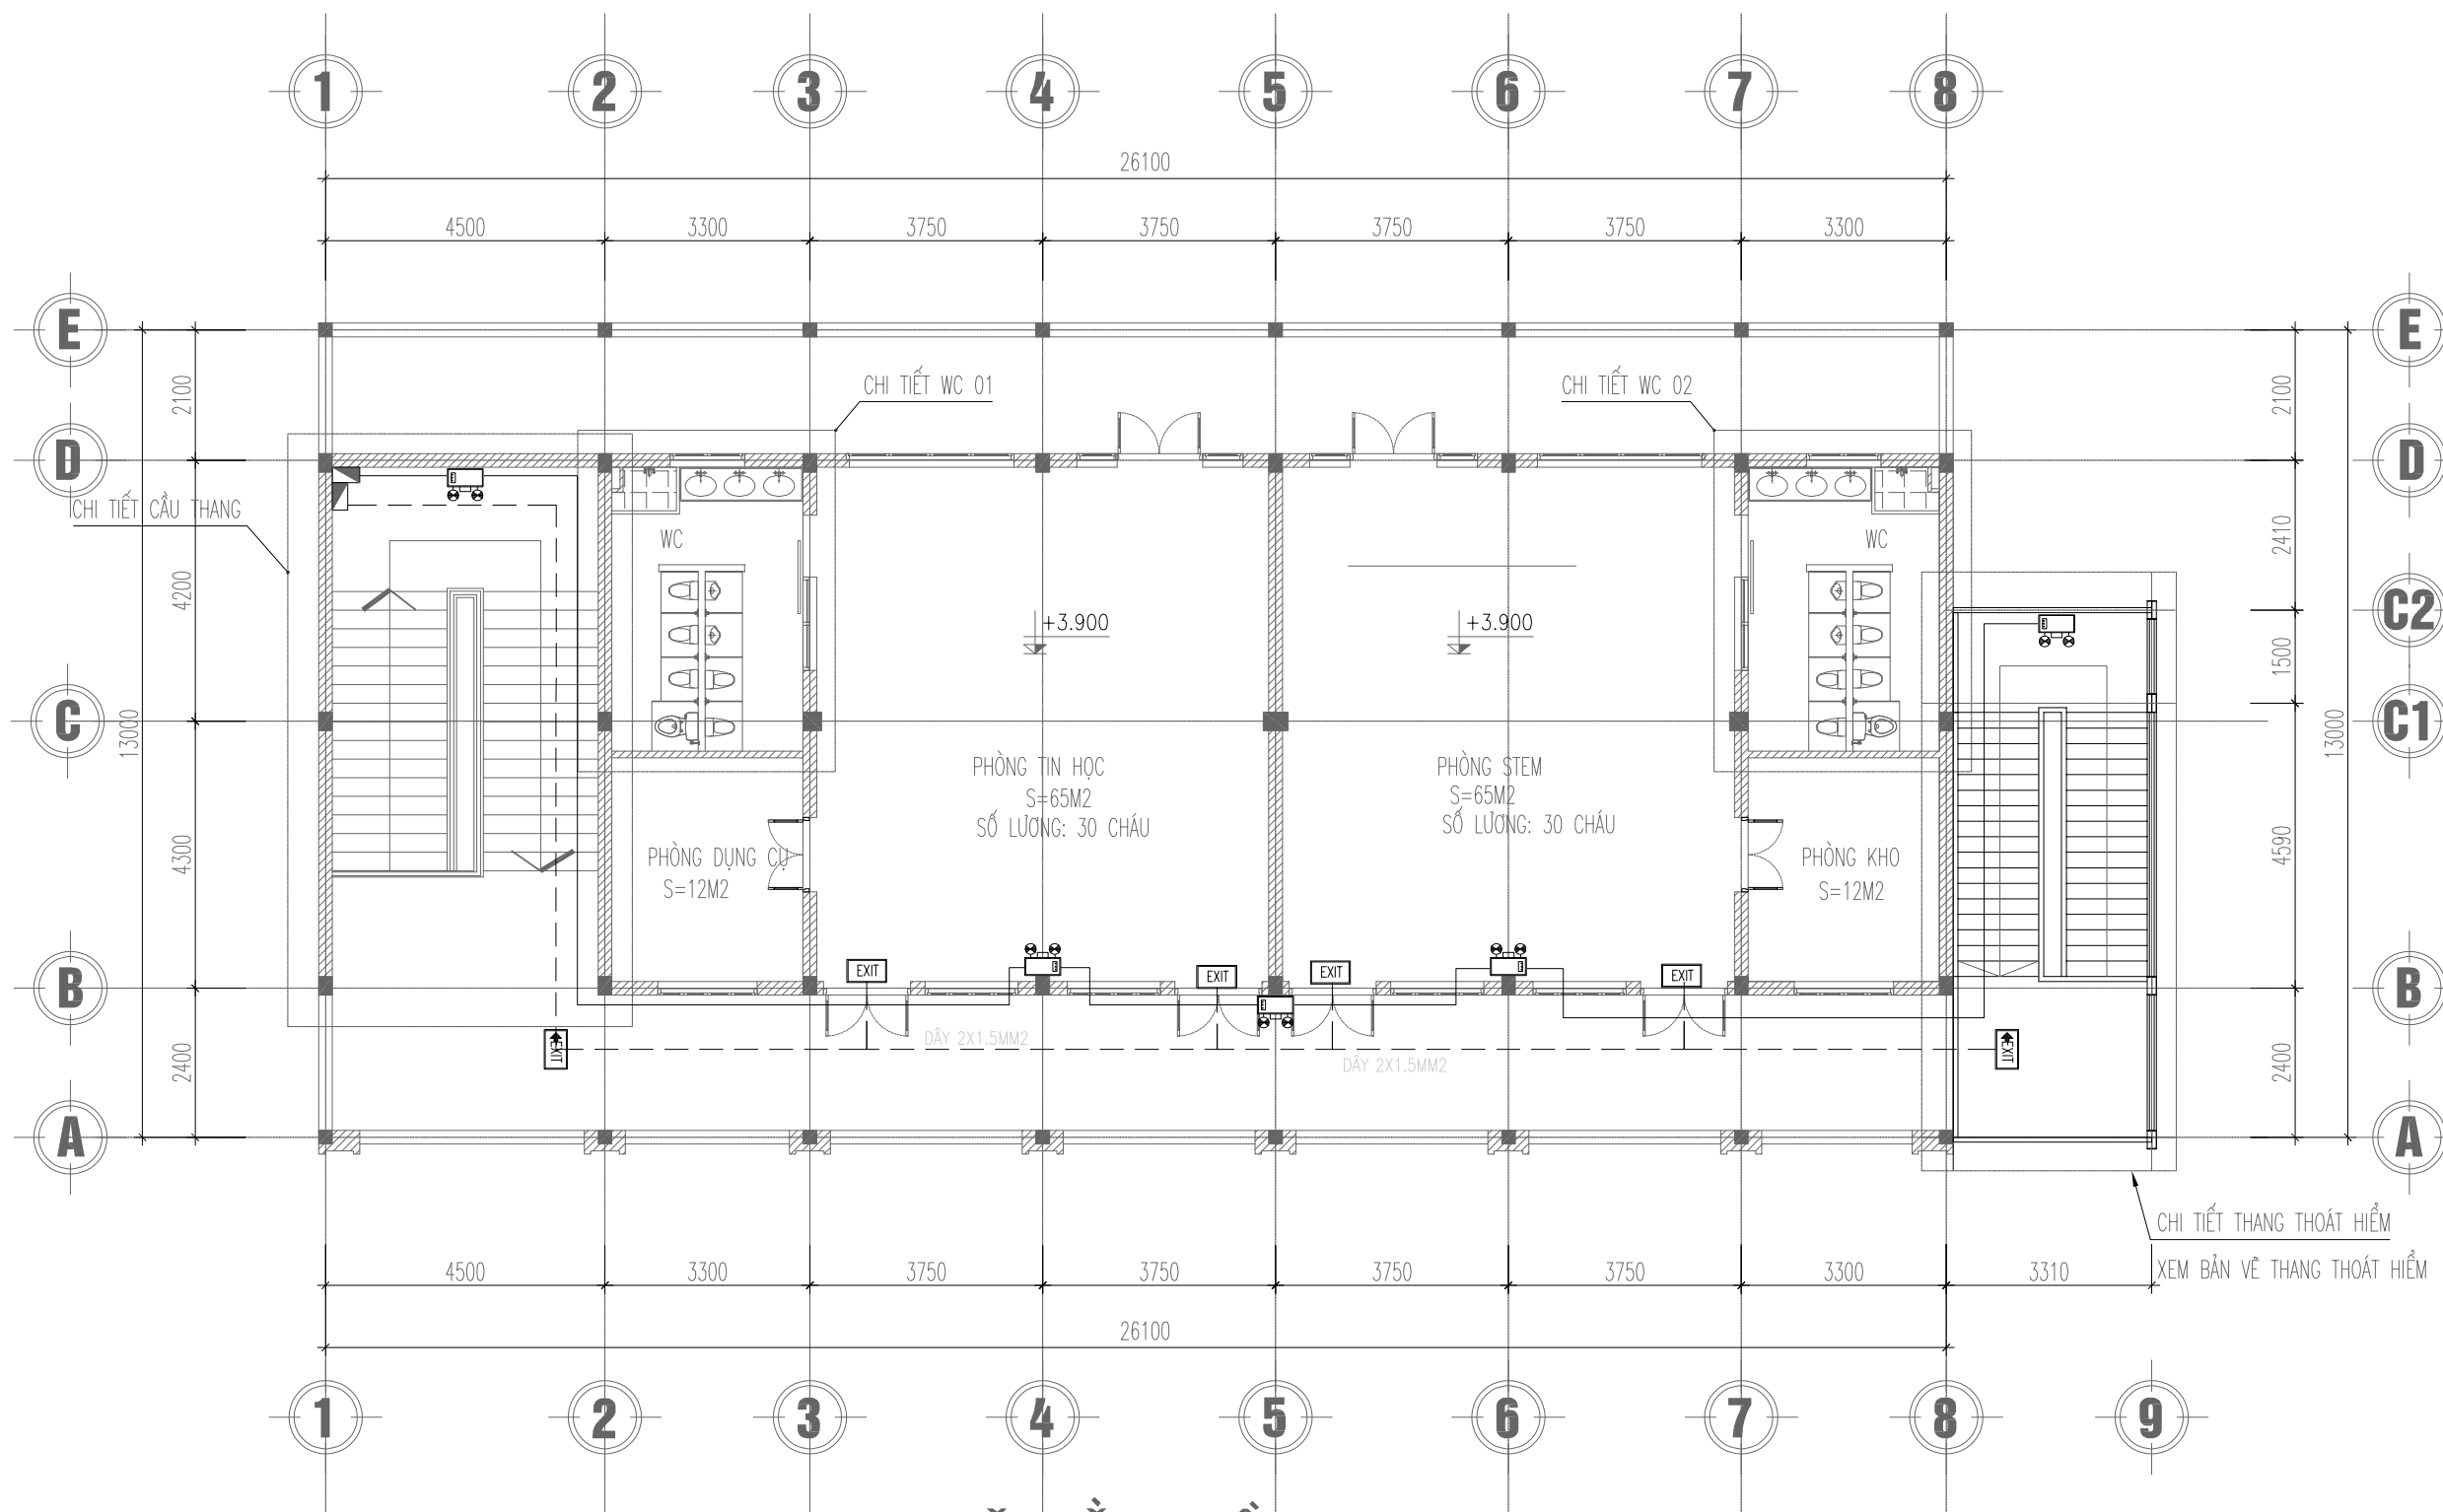 1 2 3 4 5 6 7 8
26100
4500 3300 3750 3750 3750 3750 3300
E E
2100 2100
CHI TIẾT WC 01 CHI TIẾT WC 02
D D
CHI TIẾT CẦU THANG
WC WC
4200 2410
C2
+3.900 +3.900
1500
C C1
13000 13000
PHÒNG TIN HỌC
S=65M2
SỐ LƯỢNG: 30 CHÁU
PHÒNG STEM
S=65M2
SỐ LƯỢNG: 30 CHÁU
4300 4590
PHÒNG DỤNG CỤ
S=12M2
PHÒNG KHO
S=12M2
EXIT EXIT EXIT EXIT
B B
DÂY 2X1.5MM2
EXIT EXIT
DÂY 2X1.5MM2
2400 2400
A A
CHI TIẾT THANG THOÁT HIỂM
XEM BẢN VẼ THANG THOÁT HIỂM
4500 3300 3750 3750 3750 3750 3300 3310
26100
1 2 3 4 5 6 7 8 9